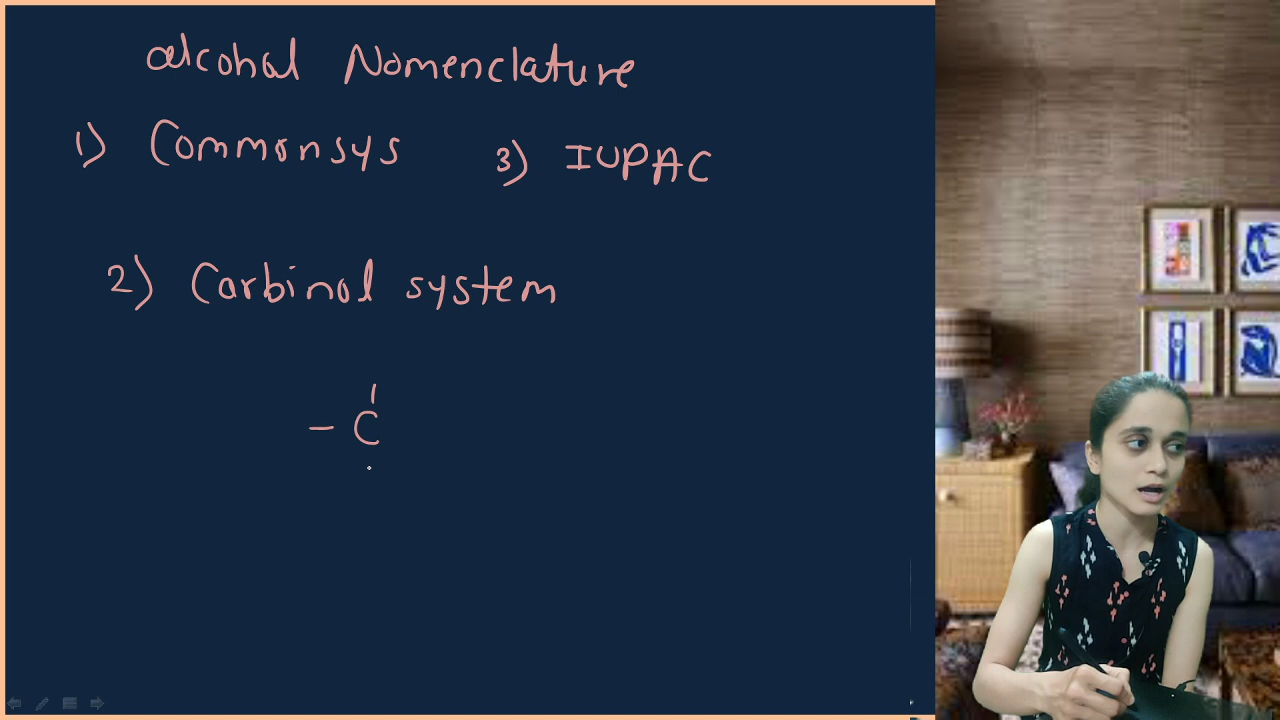 alcohal Nomenclature
1) Commonsys 3) IUPAC
2) Carbinol system
- C